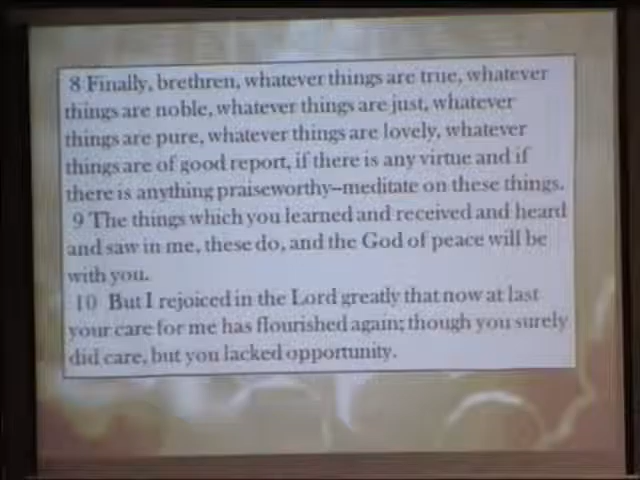 8 Finally, brethren, whatever things are true, whatever
things are noble, whatever things are just, whatever
things are pure, whatever things are lovely, whatever
things are of good report, if there is any virtue and if
there is anything praiseworthy–meditate on these things.
9 The things which you learned and received and heard
and saw in me, these do, and the God of peace will be
with you.
10 But I rejoiced in the Lord greatly that now at last
your care for me has flourished again; though you surely
did care, but you lacked opportunity.